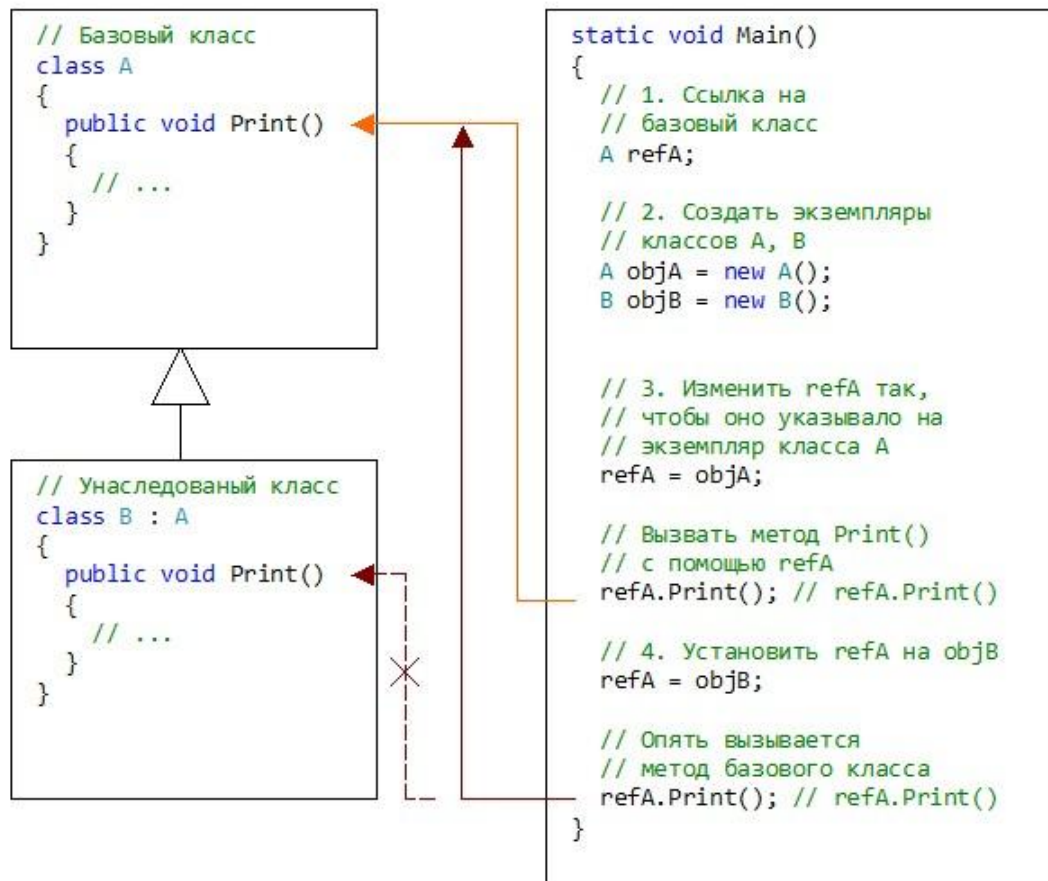 // Базовый класс
class A
{
public void Print()
{
// ...
}
}
// Унаследованый класс
class B : A
{
public void Print()
{
// ...
}
}
static void Main()
{
// 1. Ссылка на
// базовый класс
A refA;
// 2. Создать экземпляры
// классов A, B
A objA = new A();
B objB = new B();
// 3. Изменить refA так,
// чтобы оно указывало на
// экземпляр класса A
refA = objA;
// Вызвать метод Print()
// с помощью refA
refA.Print(); // refA.Print()
// 4. Установить refA на objB
refA = objB;
// Опять вызывается
// метод базового класса
refA.Print(); // refA.Print()
}